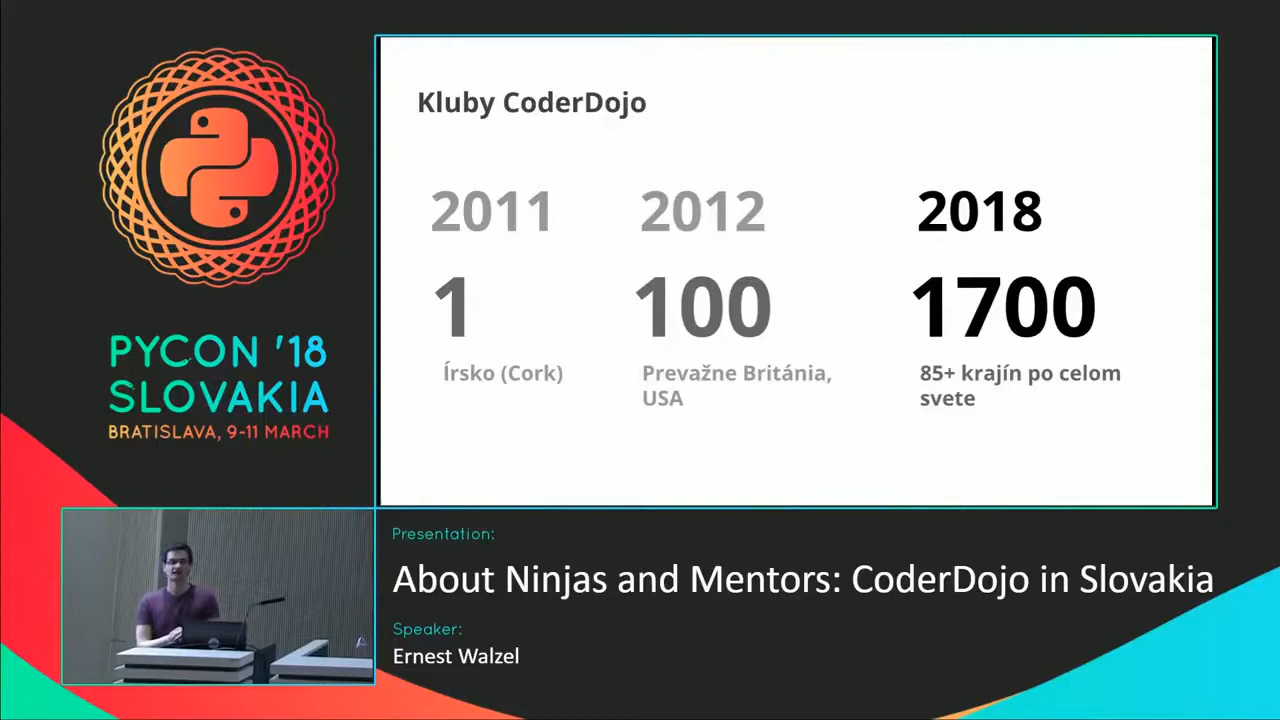 PYCON '18
SLOVAKIA
BRATISLAVA, 9-11 MARCH
Kluby CoderDojo
2011
2012
2018
1
100
1700
Írsko (Cork)
Prevažne Británia,
USA
85+ krajín po celom
svete
Presentation:
About Ninjas and Mentors: CoderDojo in Slovakia
Speaker:
Ernest Walzel